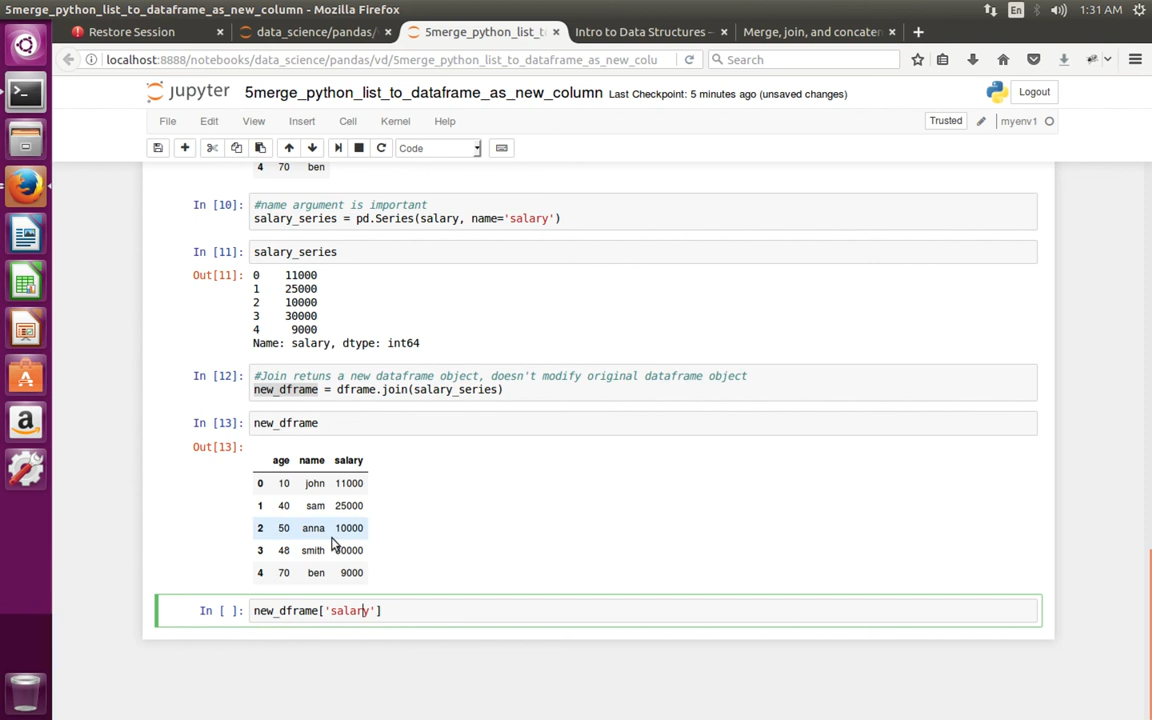 5merge_python_list_to_dataframe_as_new_column - Mozilla Firefox
En
1:31 AM
Restore Session
data_science/pandas/
5merge_python_list_t
Intro to Data Structures —
Merge, join, and concaten
localhost:8888/notebooks/data_science/pandas/vd/5merge_python_list_to_dataframe_as_new_colu
Search
jupyter
5merge_python_list_to_dataframe_as_new_column
Last Checkpoint: 5 minutes ago (unsaved changes)
Logout
File Edit View Insert Cell Kernel Help
Trusted
myenv1
Code
4 70 ben
In [10]:
#name argument is important
salary_series = pd.Series(salary, name='salary')
In [11]: salary_series
Out[11]: 0 11000
1 25000
2 10000
3 30000
4 9000
Name: salary, dtype: int64
In [12]:
#Join retuns a new dataframe object, doesn't modify original dataframe object
new_dframe = dframe.join(salary_series)
In [13]: new_dframe
Out[13]:
age name salary
0 10 john 11000
1 40 sam 25000
2 50 anna 10000
3 48 smith 30000
4 70 ben 9000
In [ ]: new_dframe['salary']